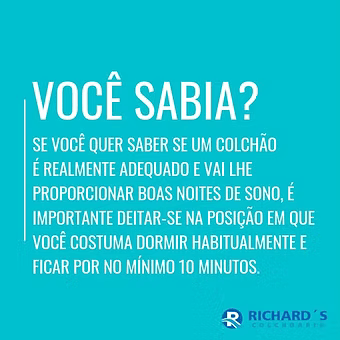 VOCÊ SABIA?
SE VOCÊ QUER SABER SE UM COLCHÃO
É REALMENTE ADEQUADO E VAI LHE
PROPORCIONAR BOAS NOITES DE SONO, É
IMPORTANTE DEITAR-SE NA POSIÇÃO EM QUE
VOCÊ COSTUMA DORMIR HABITUALMENTE E
FICAR POR NO MÍNIMO 10 MINUTOS.
RICHARD´S
COLCHOARIA